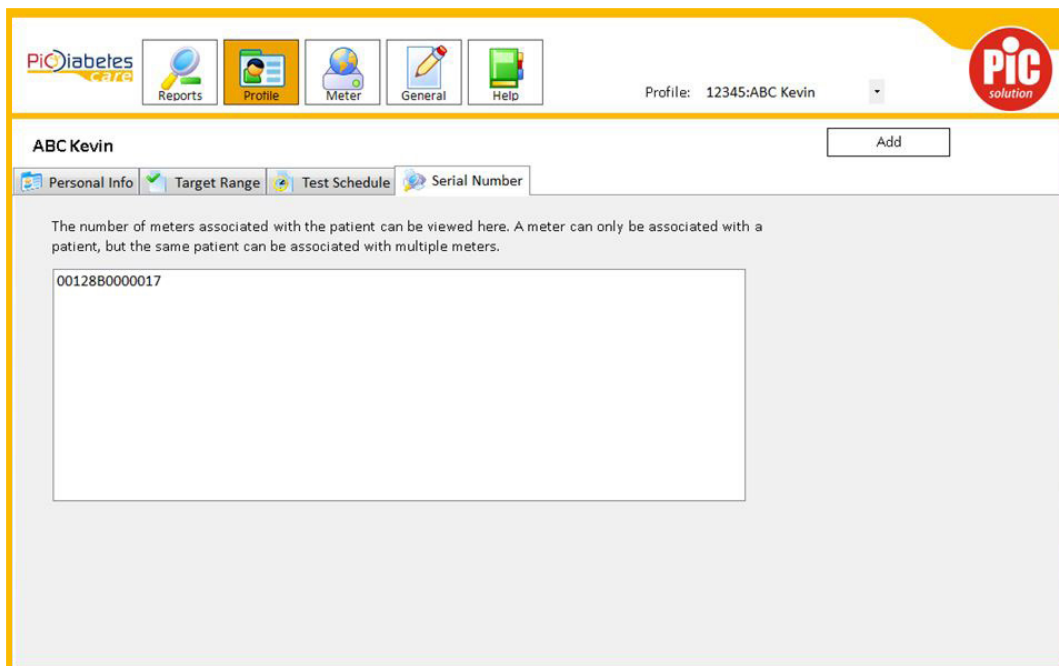 PiC Diabetes
care
Reports
Profile
Meter
General
Help
Profile: 12345:ABC Kevin
PiC
solution
ABC Kevin
Add
Personal Info
Target Range
Test Schedule
Serial Number
The number of meters associated with the patient can be viewed here. A meter can only be associated with a
patient, but the same patient can be associated with multiple meters.
00128B0000017